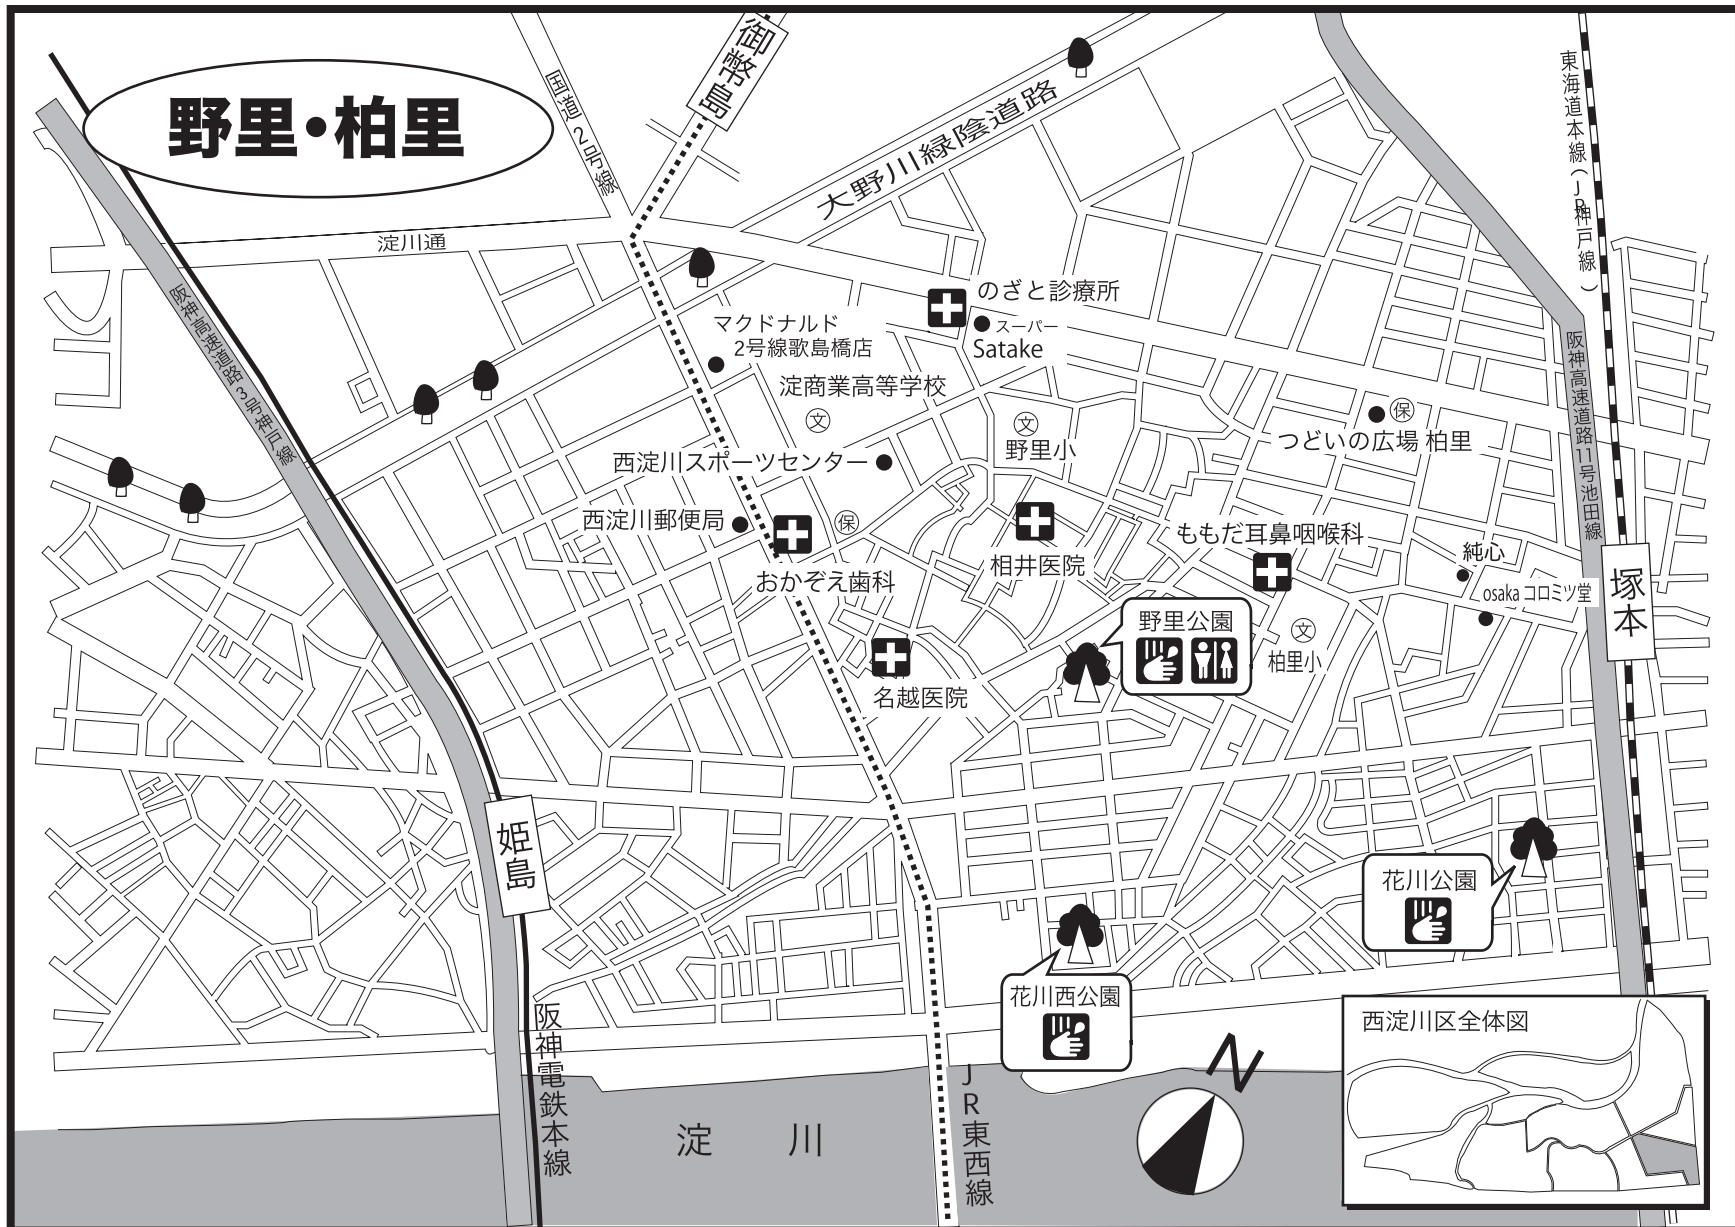 野里・柏里
御幣島
国道2号線
大野川緑陰道路
東海道本線(JR神戸線)
淀川通
阪神高速道路3号神戸線
のざと診療所
スーパー
Satake
マクドナルド
2号線歌島橋店
淀商業高等学校
文
文
野里小
保
つどいの広場 柏里
阪神高速道路11号池田線
西淀川スポーツセンター
西淀川郵便局
保
おかぞえ歯科
相井医院
ももだ耳鼻咽喉科
純心
osaka コロミツ堂
塚本
野里公園
文
柏里小
名越医院
姫島
花川公園
花川西公園
阪神電鉄本線
JR東西線
淀川
N
西淀川区全体図